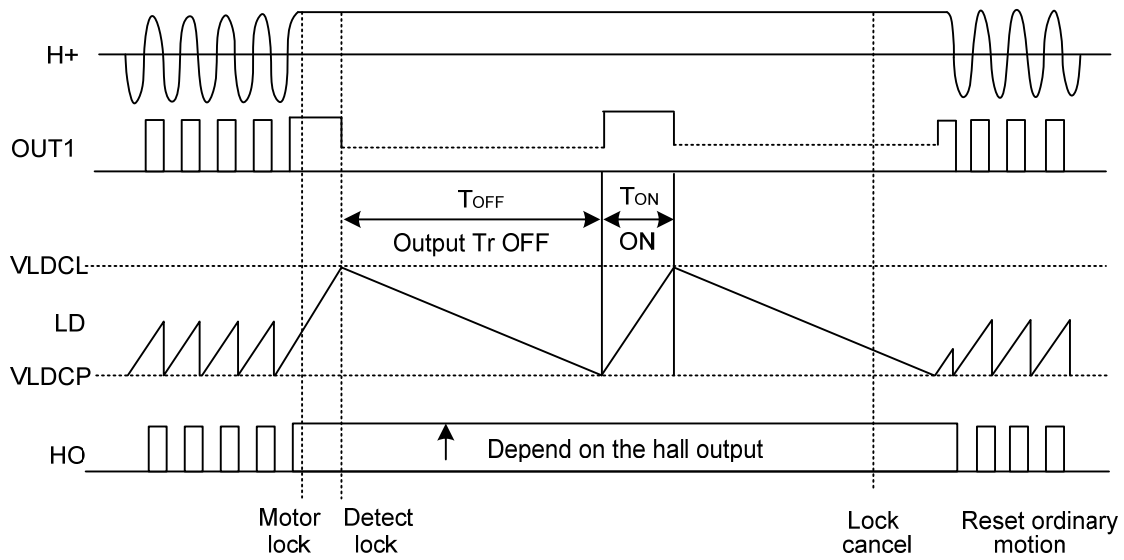 H+
OUT1
TOFF
TON
Output Tr OFF
ON
VLDCL
LD
VLDCP
HO
Depend on the hall output
Motor
lock
Detect
lock
Lock
cancel
Reset ordinary
motion